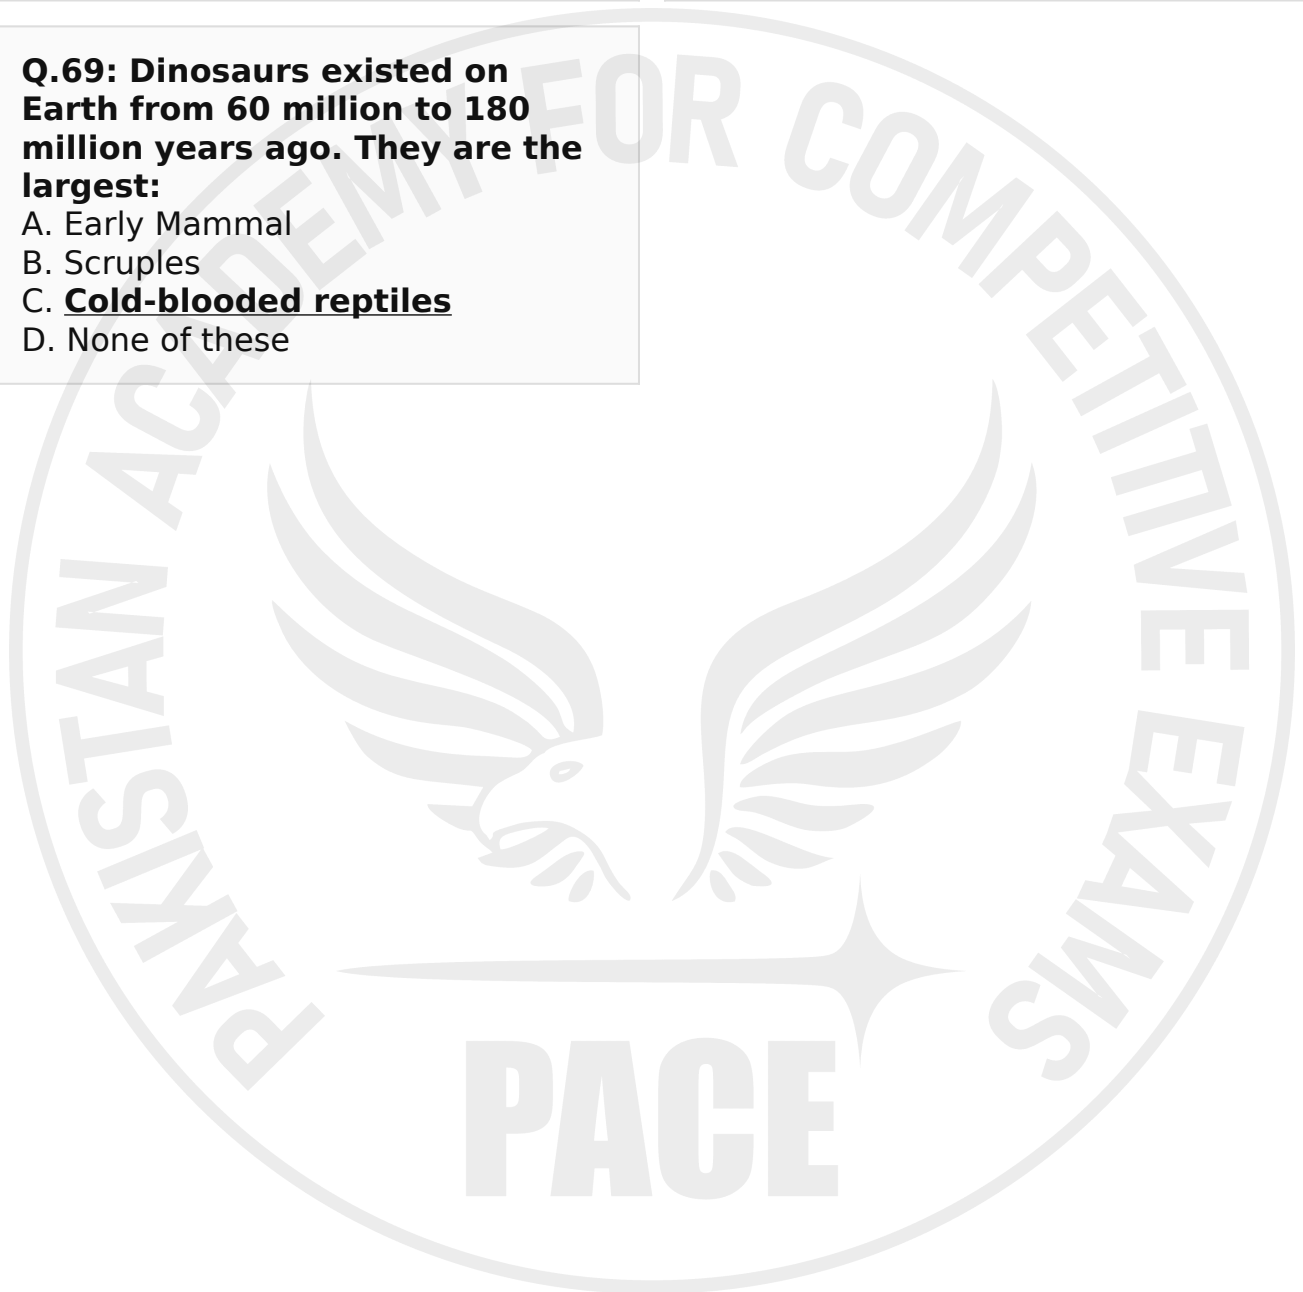 Q.69: Dinosaurs existed on
Earth from 60 million to 180
million years ago. They are the
largest:
A. Early Mammal
B. Scruples
C. Cold-blooded reptiles
D. None of these
PAKISTAN ACADEMY FOR COMPETITIVE EXAMS
PACE